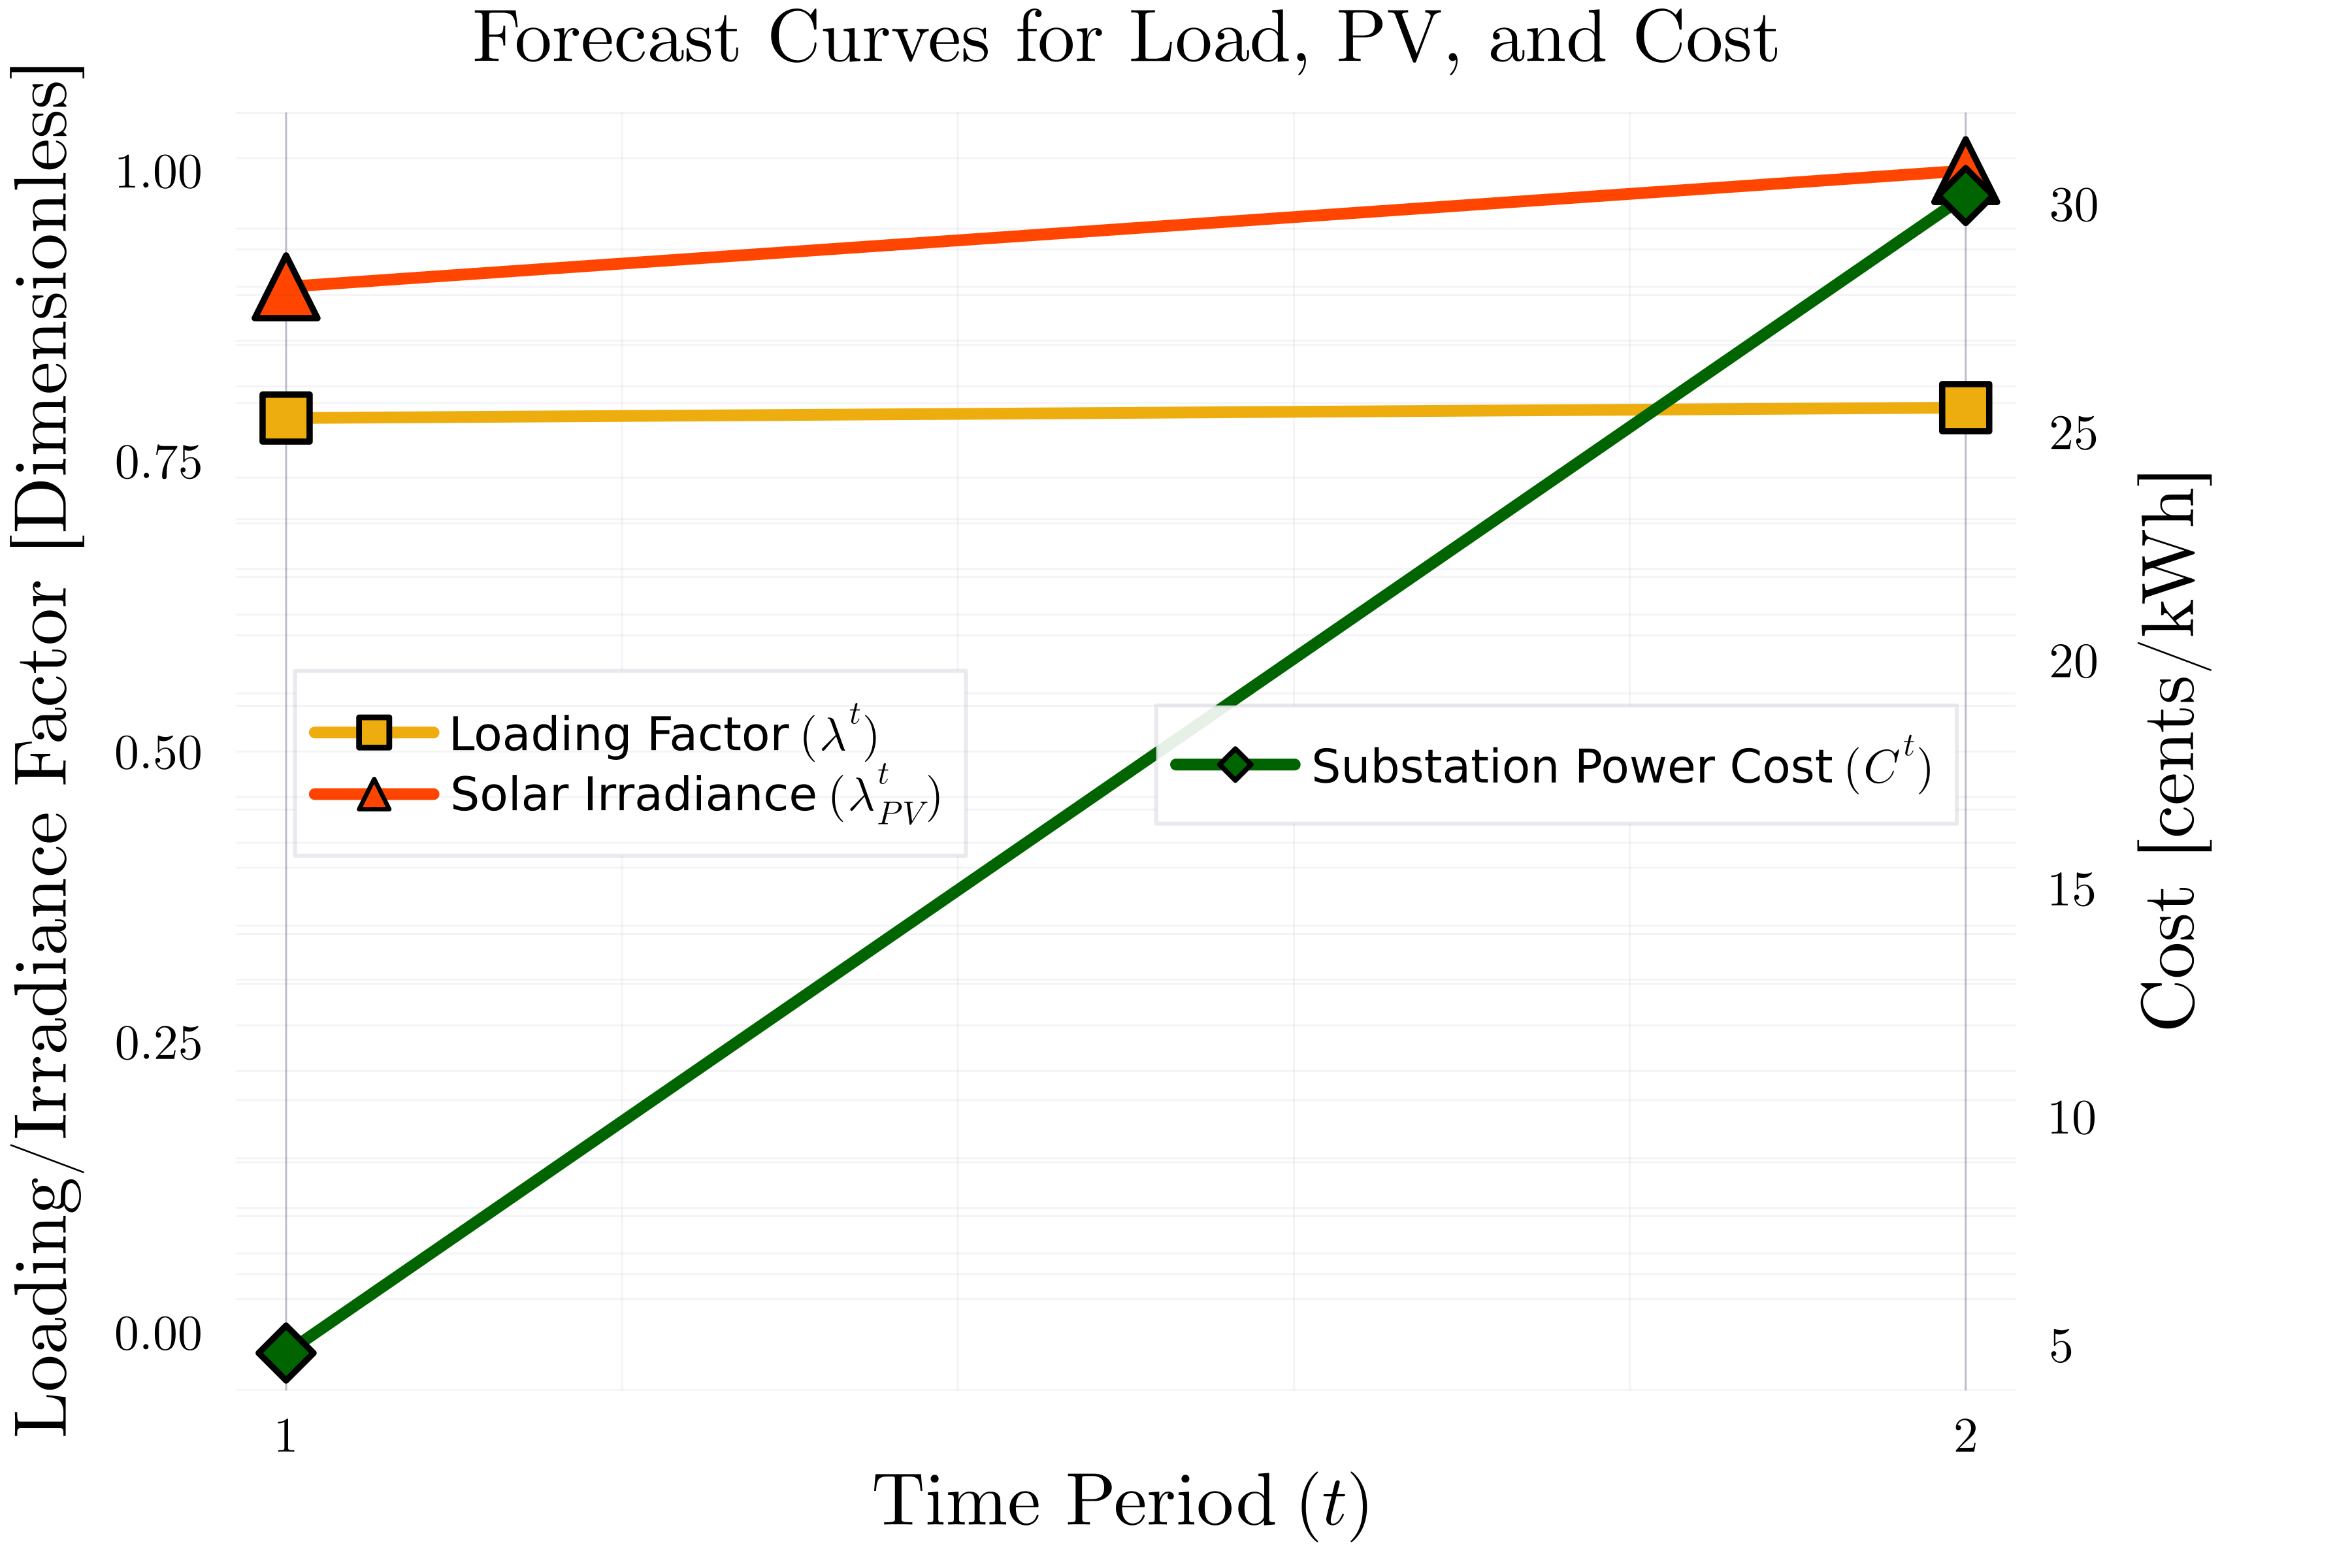 Forecast Curves for Load, PV, and Cost
Loading/Irradiance Factor [Dimensionless]
1.00
0.75
0.50
0.25
0.00
Loading Factor (λ^t)
Solar Irradiance (λ^t_PV)
Substation Power Cost (C^t)
30
25
20
15
10
5
Cost [cents/kWh]
1
2
Time Period (t)